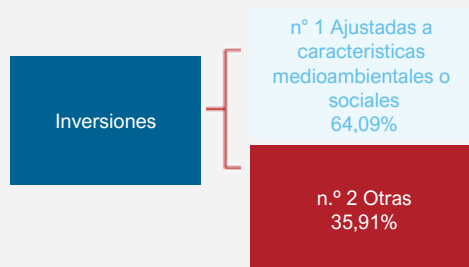 n° 1 Ajustadas a
caracteristicas
medioambientales o
sociales
64,09%
Inversiones
n.º 2 Otras
35,91%